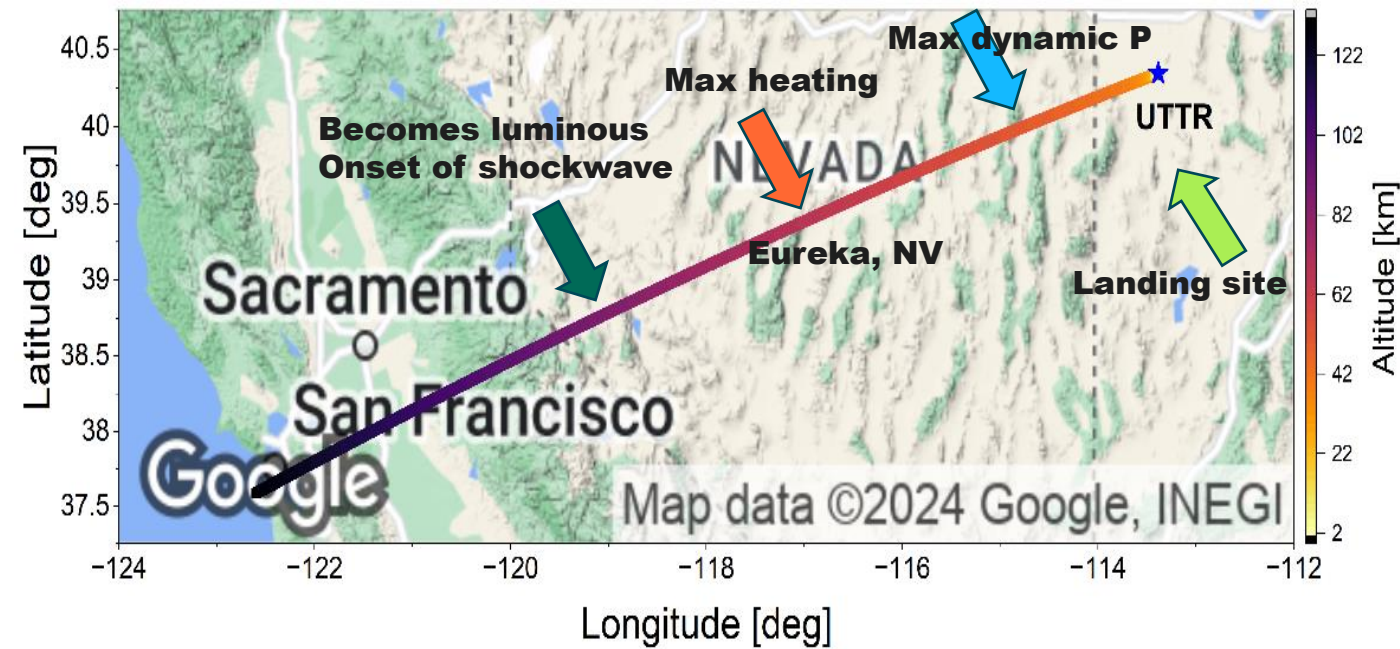 Max dynamic P
Max heating
UTTR
Becomes luminous
Onset of shockwave
NEVADA
Eureka, NV
Landing site
Sacramento
San Francisco
Google
Map data ©2024 Google, INEGI
Latitude [deg]
40.5
40
39.5
39
38.5
38
37.5
−124
−122
−120
−118
−116
−114
−112
Longitude [deg]
122
102
82
62
42
22
2
Altitude [km]